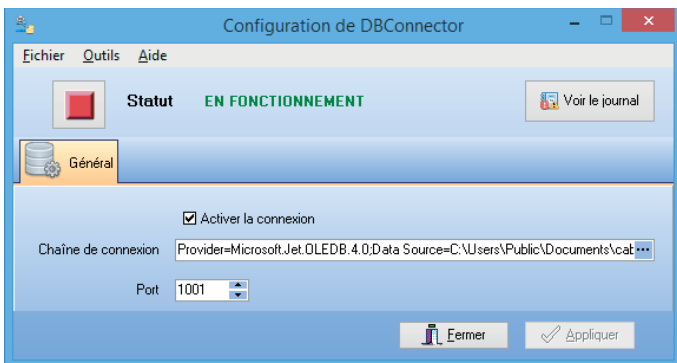 Configuration de DBConnector
Fichier Outils Aide
Statut EN FONCTIONNEMENT Voir le journal
Général
Activer la connexion
Chaîne de connexion Provider=Microsoft.Jet.OLEDB.4.0;Data Source=C:\Users\Public\Documents\cat ...
Port 1001
Fermer Appliquer